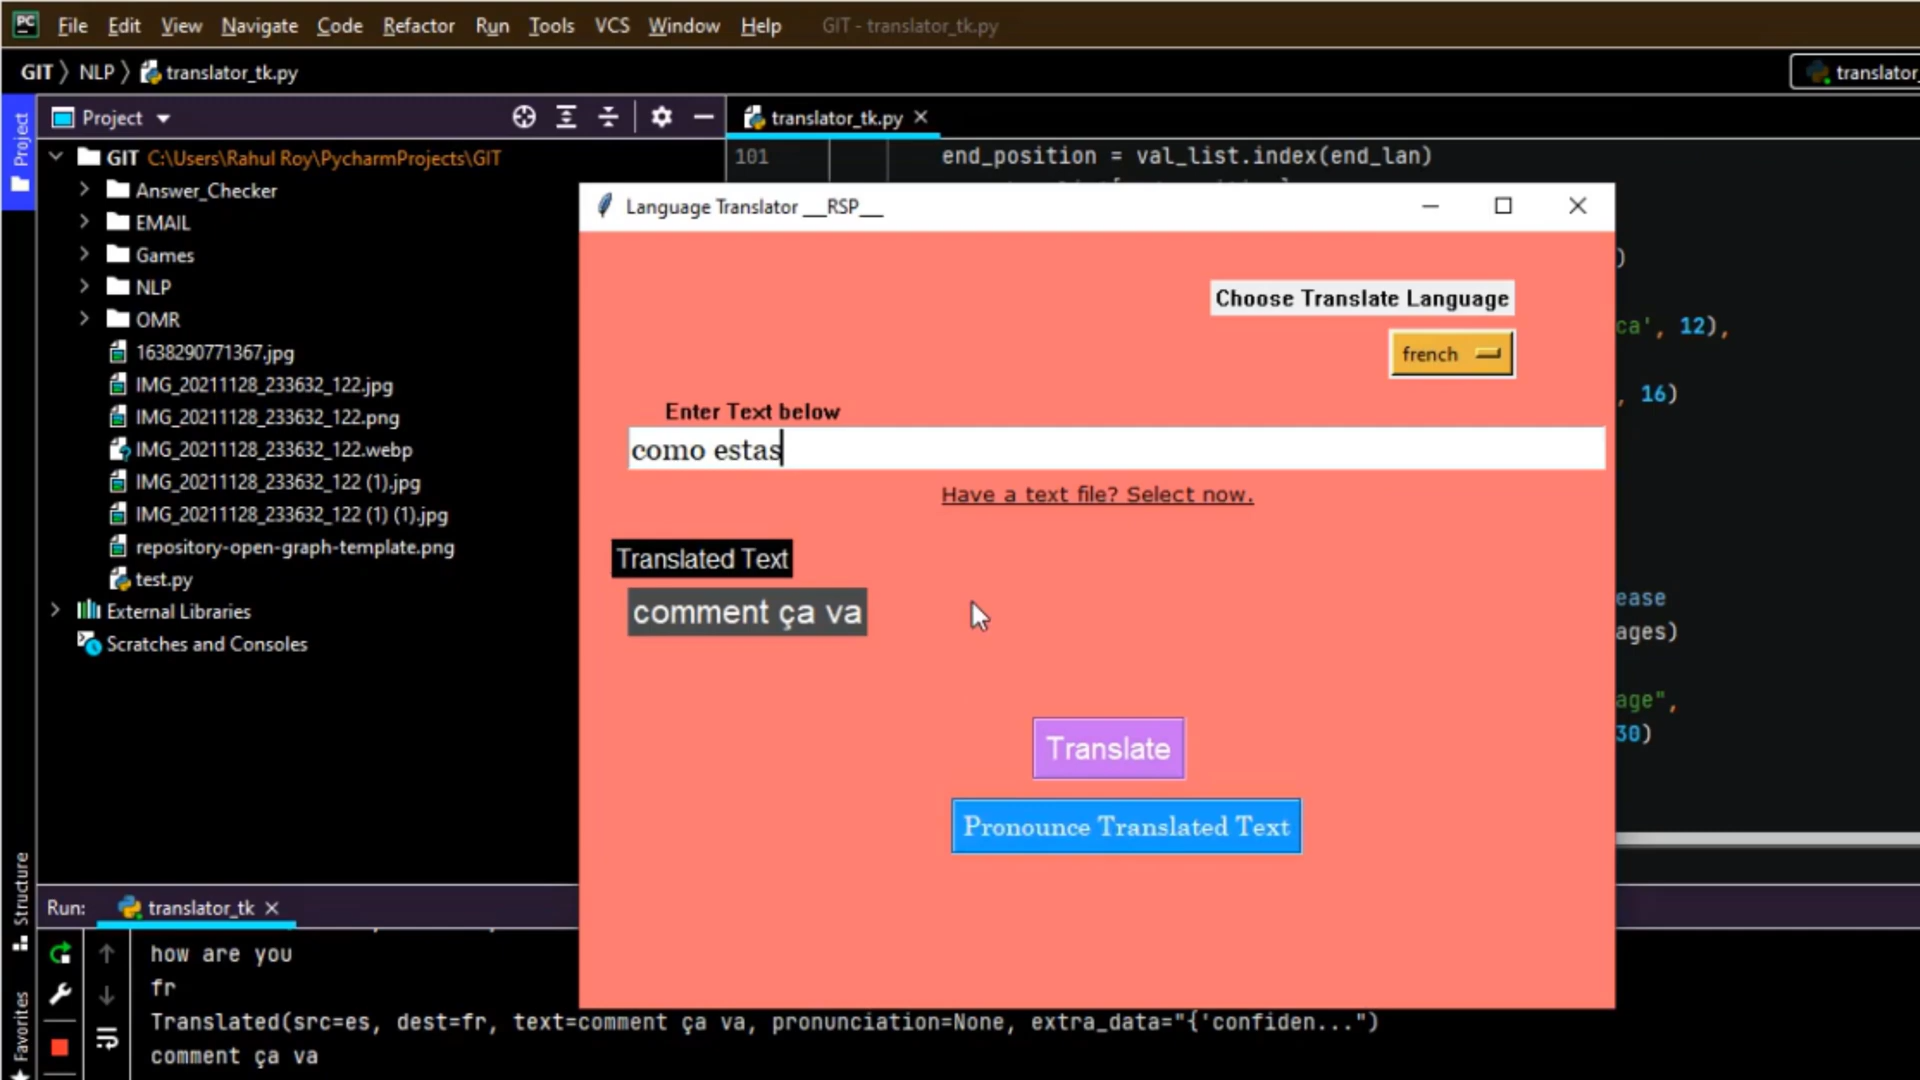 File Edit View Navigate Code Refactor Run Tools VCS Window Help GIT - translator_tk.py
GIT NLP translator_tk.py
translator_
Project
Project
translator_tk.py
GIT C:\Users\Rahul Roy\PycharmProjects\GIT
Answer_Checker
EMAIL
Games
NLP
OMR
1638290771367.jpg
IMG_20211128_233632_122.jpg
IMG_20211128_233632_122.png
IMG_20211128_233632_122.webp
IMG_20211128_233632_122 (1).jpg
IMG_20211128_233632_122 (1) (1).jpg
repository-open-graph-template.png
test.py
External Libraries
Scratches and Consoles
101 end_position = val_list.index(end_lan)
)
ca', 12),
, 16)
ease
ages)
age",
30)
Language Translator __RSP__
Choose Translate Language
french
Enter Text below
como estas
Have a text file? Select now.
Translated Text
comment ça va
Translate
Pronounce Translated Text
Structure
Favorites
Run: translator_tk
how are you
fr
Translated(src=es, dest=fr, text=comment ça va, pronunciation=None, extra_data="{'confiden...")
comment ça va